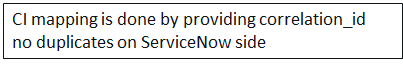 CI mapping is done by providing correlation_id
no duplicates on ServiceNow side